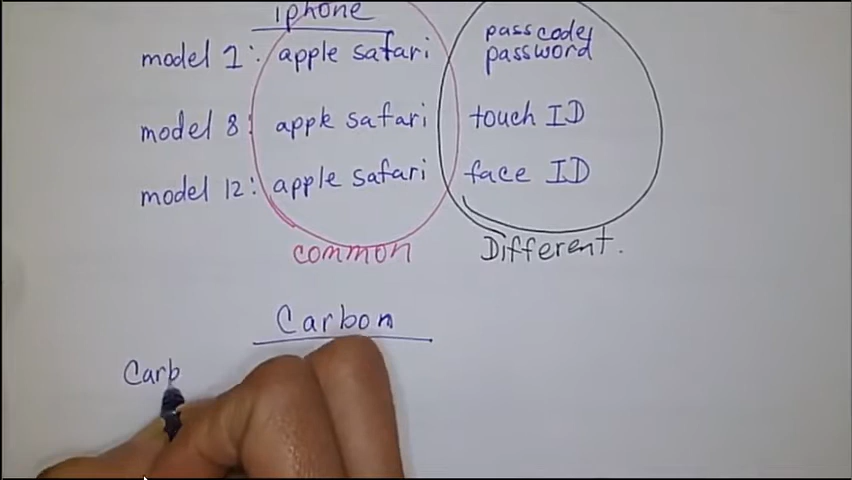 iphone
model 1: apple safari passcode/
password
model 8: apple safari touch ID
model 12: apple safari face ID
common Different.
Carbon
Carb